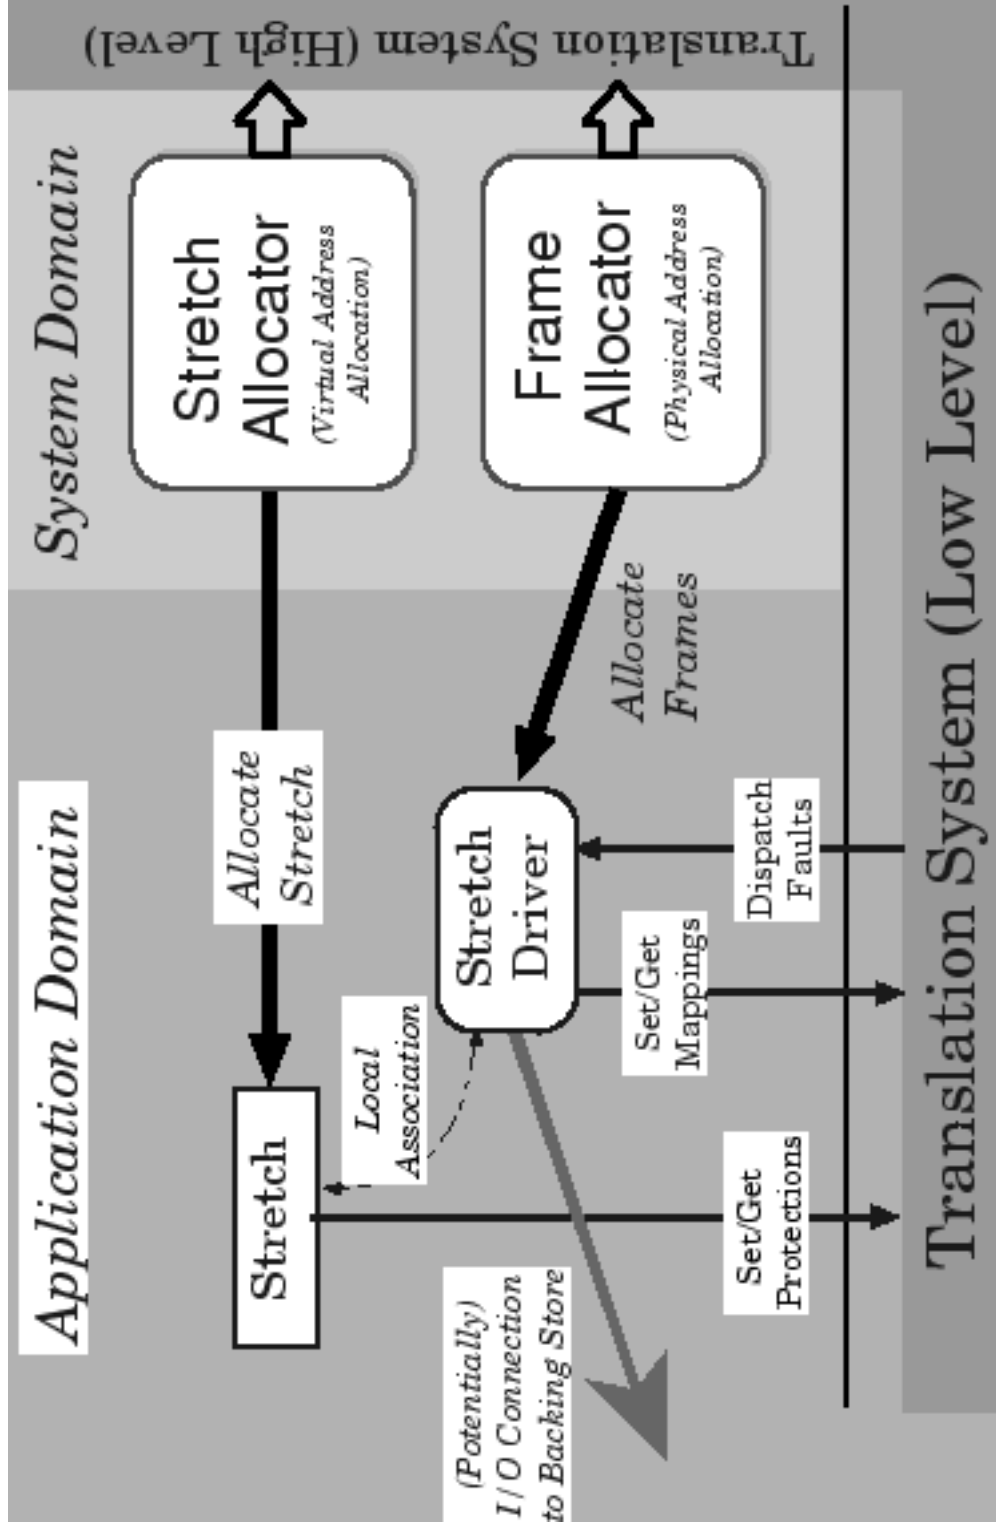 Application Domain
System Domain
Translation System (High Level)
Stretch
Allocate
Stretch
Stretch
Allocator
(Virtual Address
Allocation)
Local
Association
Stretch
Driver
Allocate
Frames
Frame
Allocator
(Physical Address
Allocation)
(Potentially)
I/O Connection
to Backing Store
Set/Get
Protections
Set/Get
Mappings
Dispatch
Faults
Translation System (Low Level)